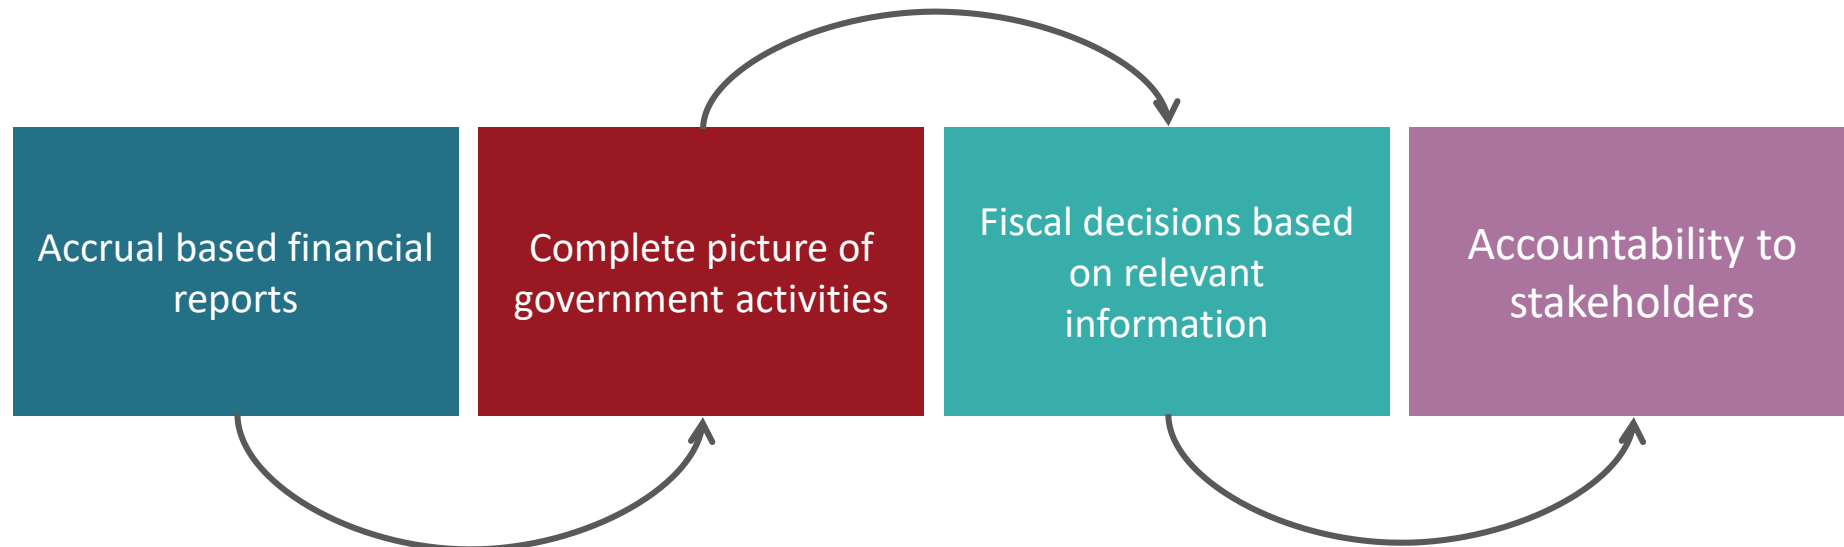 Accrual based financial
reports
Complete picture of
government activities
Fiscal decisions based
on relevant
information
Accountability to
stakeholders